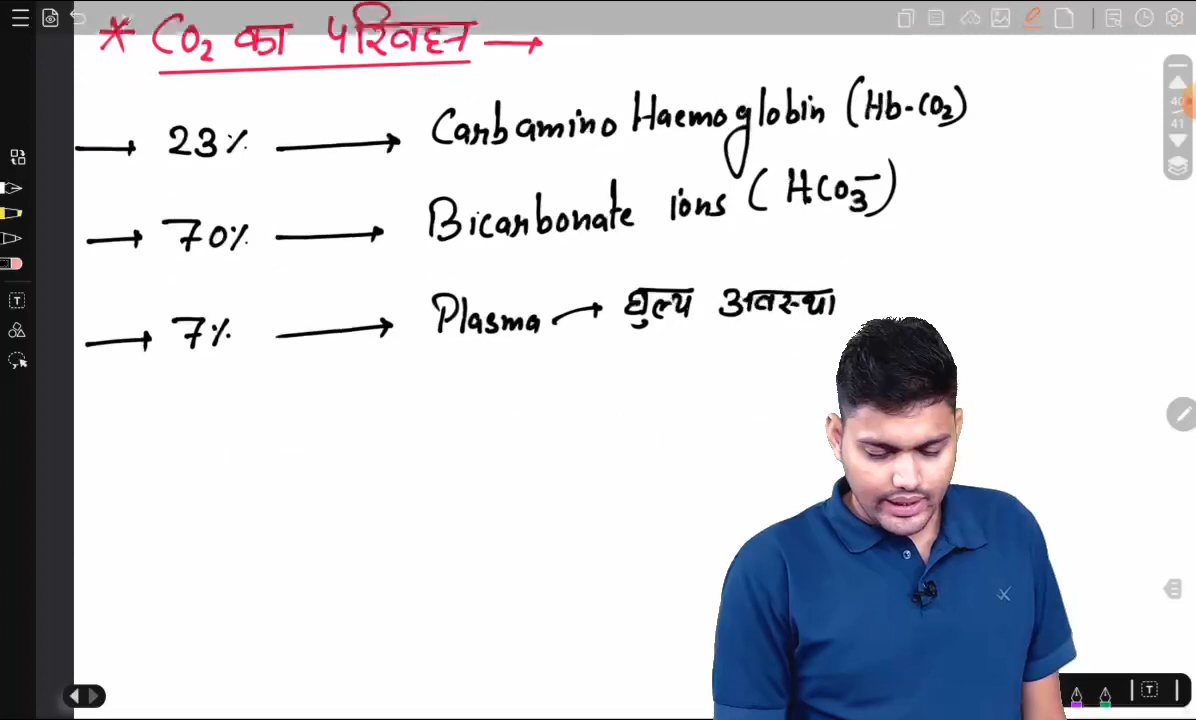 * CO₂ का परिवहन →
→ 23% → Carbamino Haemoglobin (Hb-CO₂)
→ 70% → Bicarbonate ions (HCO₃⁻)
→ 7% → Plasma → घुल्य अवस्था